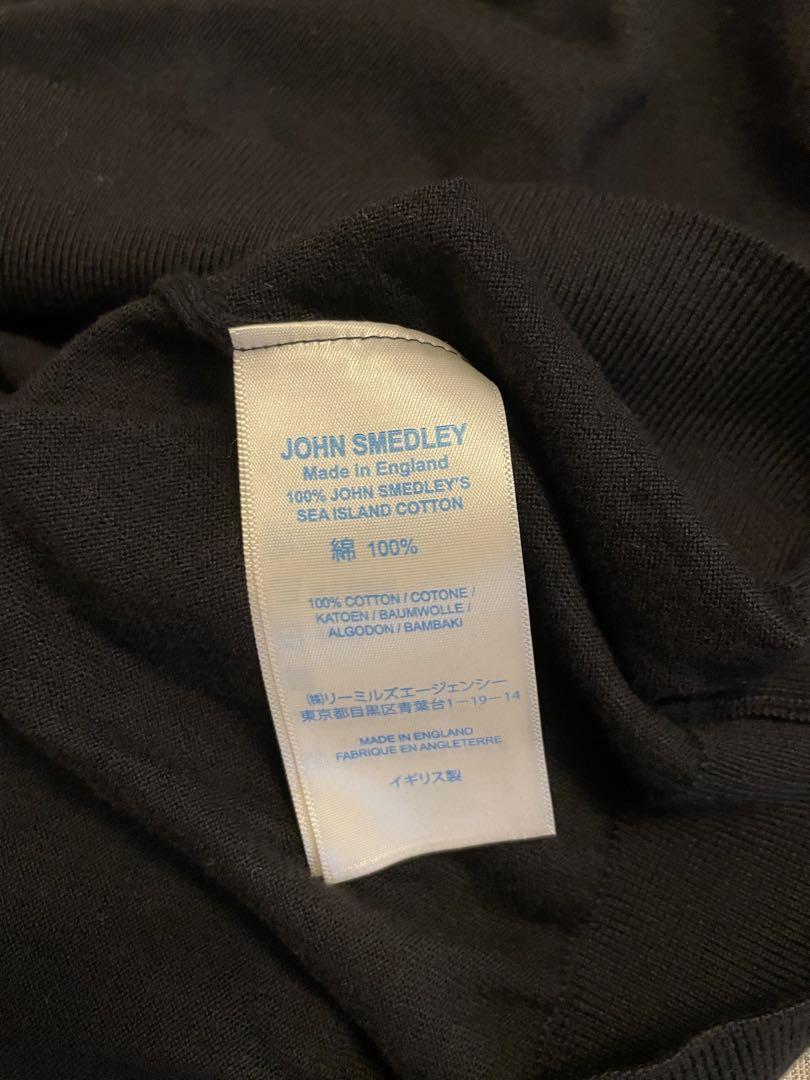 JOHN SMEDLEY
Made in England
100% JOHN SMEDLEY'S
SEA ISLAND COTTON
綿 100%
100% COTTON / COTONE /
KATOEN / BAUMWOLLE /
ALGODON / BAMBAKI
㈱リーミルズエージェンシー
東京都目黒区青葉台1－19－14
MADE IN ENGLAND
FABRIQUE EN ANGLETERRE
イギリス製